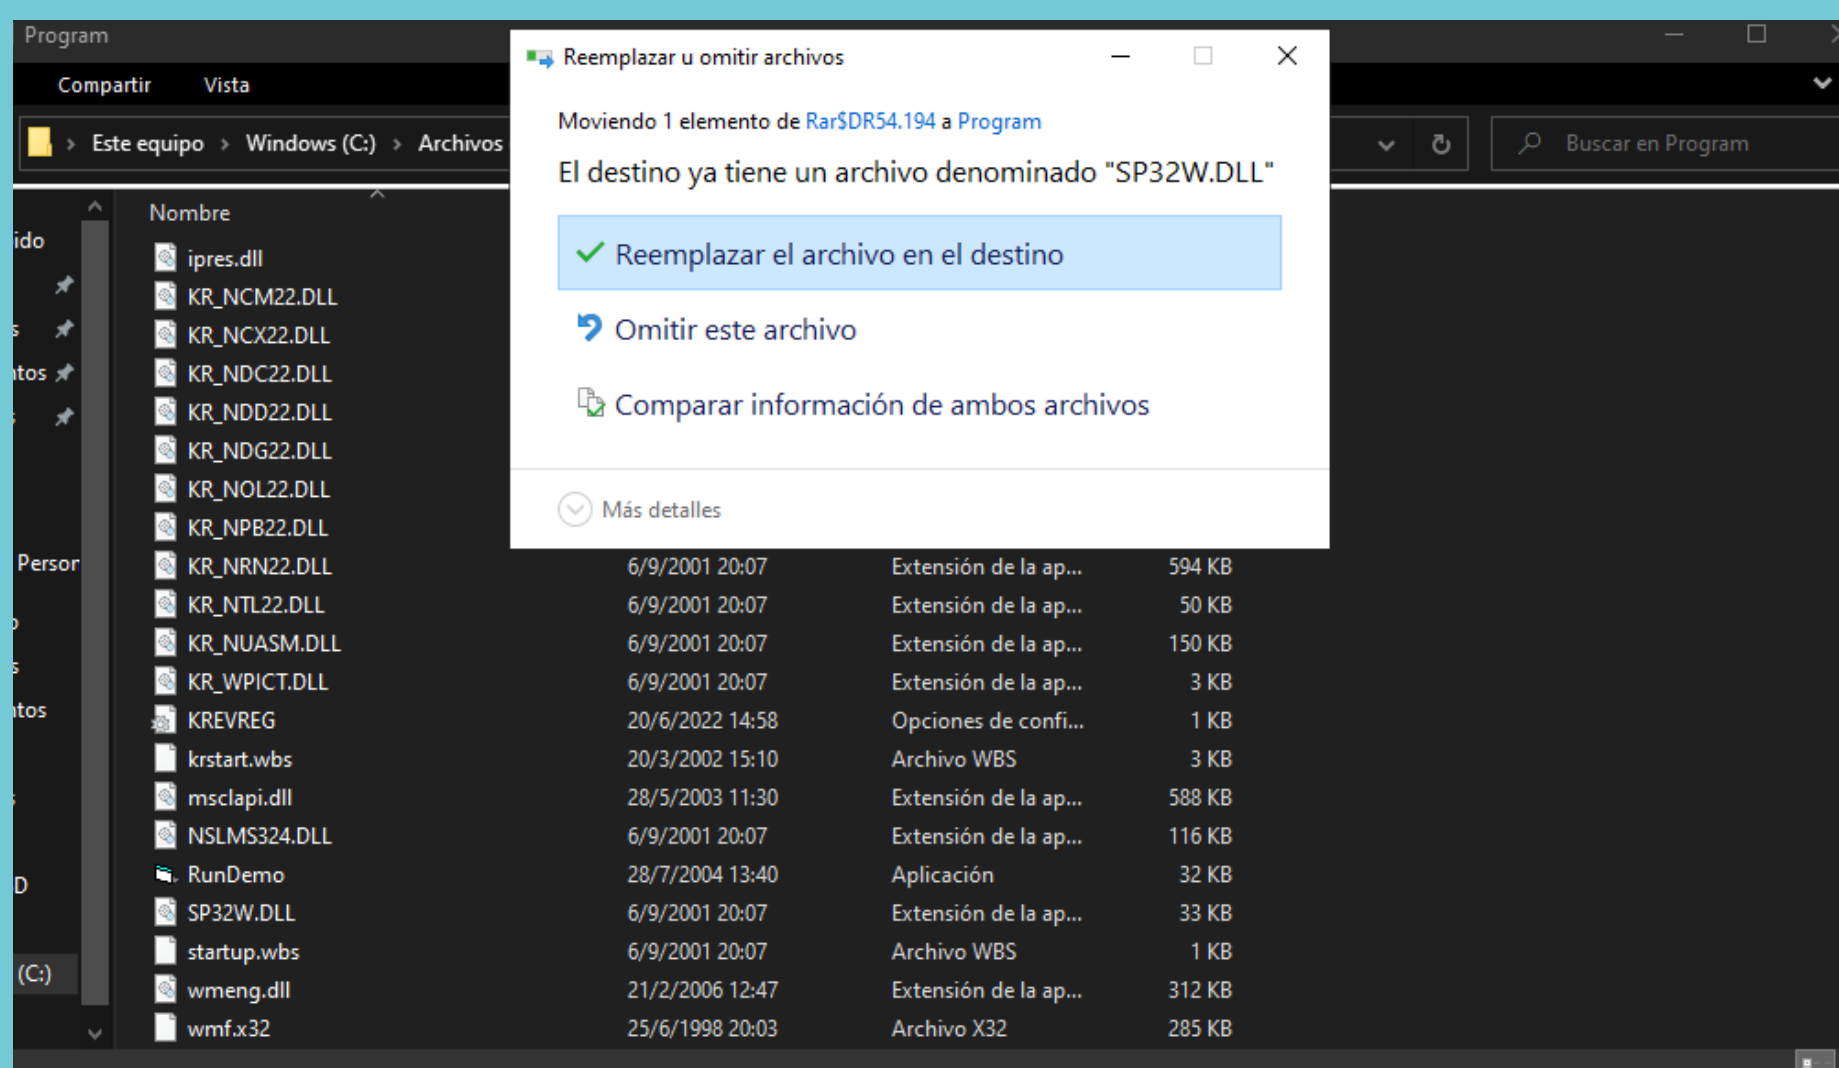 Program
Compartir Vista
Este equipo > Windows (C:) > Archivos
Buscar en Program
Reemplazar u omitir archivos
Moviendo 1 elemento de Rar$DR54.194 a Program
El destino ya tiene un archivo denominado "SP32W.DLL"
Reemplazar el archivo en el destino
Omitir este archivo
Comparar información de ambos archivos
Más detalles
ido
s
tos
Person
s
tos
D
(C:)
Nombre
ipres.dll
KR_NCM22.DLL
KR_NCX22.DLL
KR_NDC22.DLL
KR_NDD22.DLL
KR_NDG22.DLL
KR_NOL22.DLL
KR_NPB22.DLL
KR_NRN22.DLL 6/9/2001 20:07 Extensión de la ap... 594 KB
KR_NTL22.DLL 6/9/2001 20:07 Extensión de la ap... 50 KB
KR_NUASM.DLL 6/9/2001 20:07 Extensión de la ap... 150 KB
KR_WPICT.DLL 6/9/2001 20:07 Extensión de la ap... 3 KB
KREVREG 20/6/2022 14:58 Opciones de confi... 1 KB
krstart.wbs 20/3/2002 15:10 Archivo WBS 3 KB
msclapi.dll 28/5/2003 11:30 Extensión de la ap... 588 KB
NSLMS324.DLL 6/9/2001 20:07 Extensión de la ap... 116 KB
RunDemo 28/7/2004 13:40 Aplicación 32 KB
SP32W.DLL 6/9/2001 20:07 Extensión de la ap... 33 KB
startup.wbs 6/9/2001 20:07 Archivo WBS 1 KB
wmeng.dll 21/2/2006 12:47 Extensión de la ap... 312 KB
wmf.x32 25/6/1998 20:03 Archivo X32 285 KB